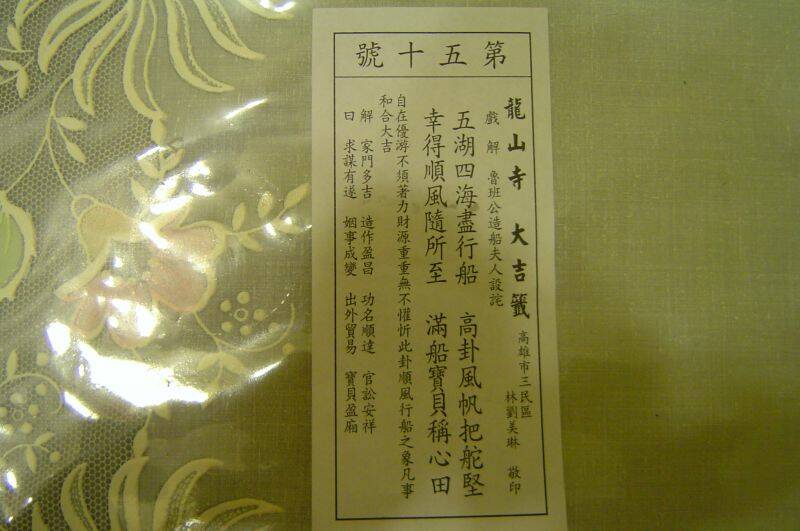 第五十號
龍山寺 大吉籤
高雄市三民區
林劉美琳 敬印
戲解 魯班公造船夫人設詫
五湖四海盡行船 高卦風帆把舵堅
幸得順風隨所至 滿船寶貝稱心田
自在優游不須著力財源重重無不懽忻此卦順風行船之象凡事
和合大吉
解 家門多吉 造作盈昌 功名順達 官訟安祥
曰 求謀有遂 姻事成變 出外貿易 寶貝盈廂